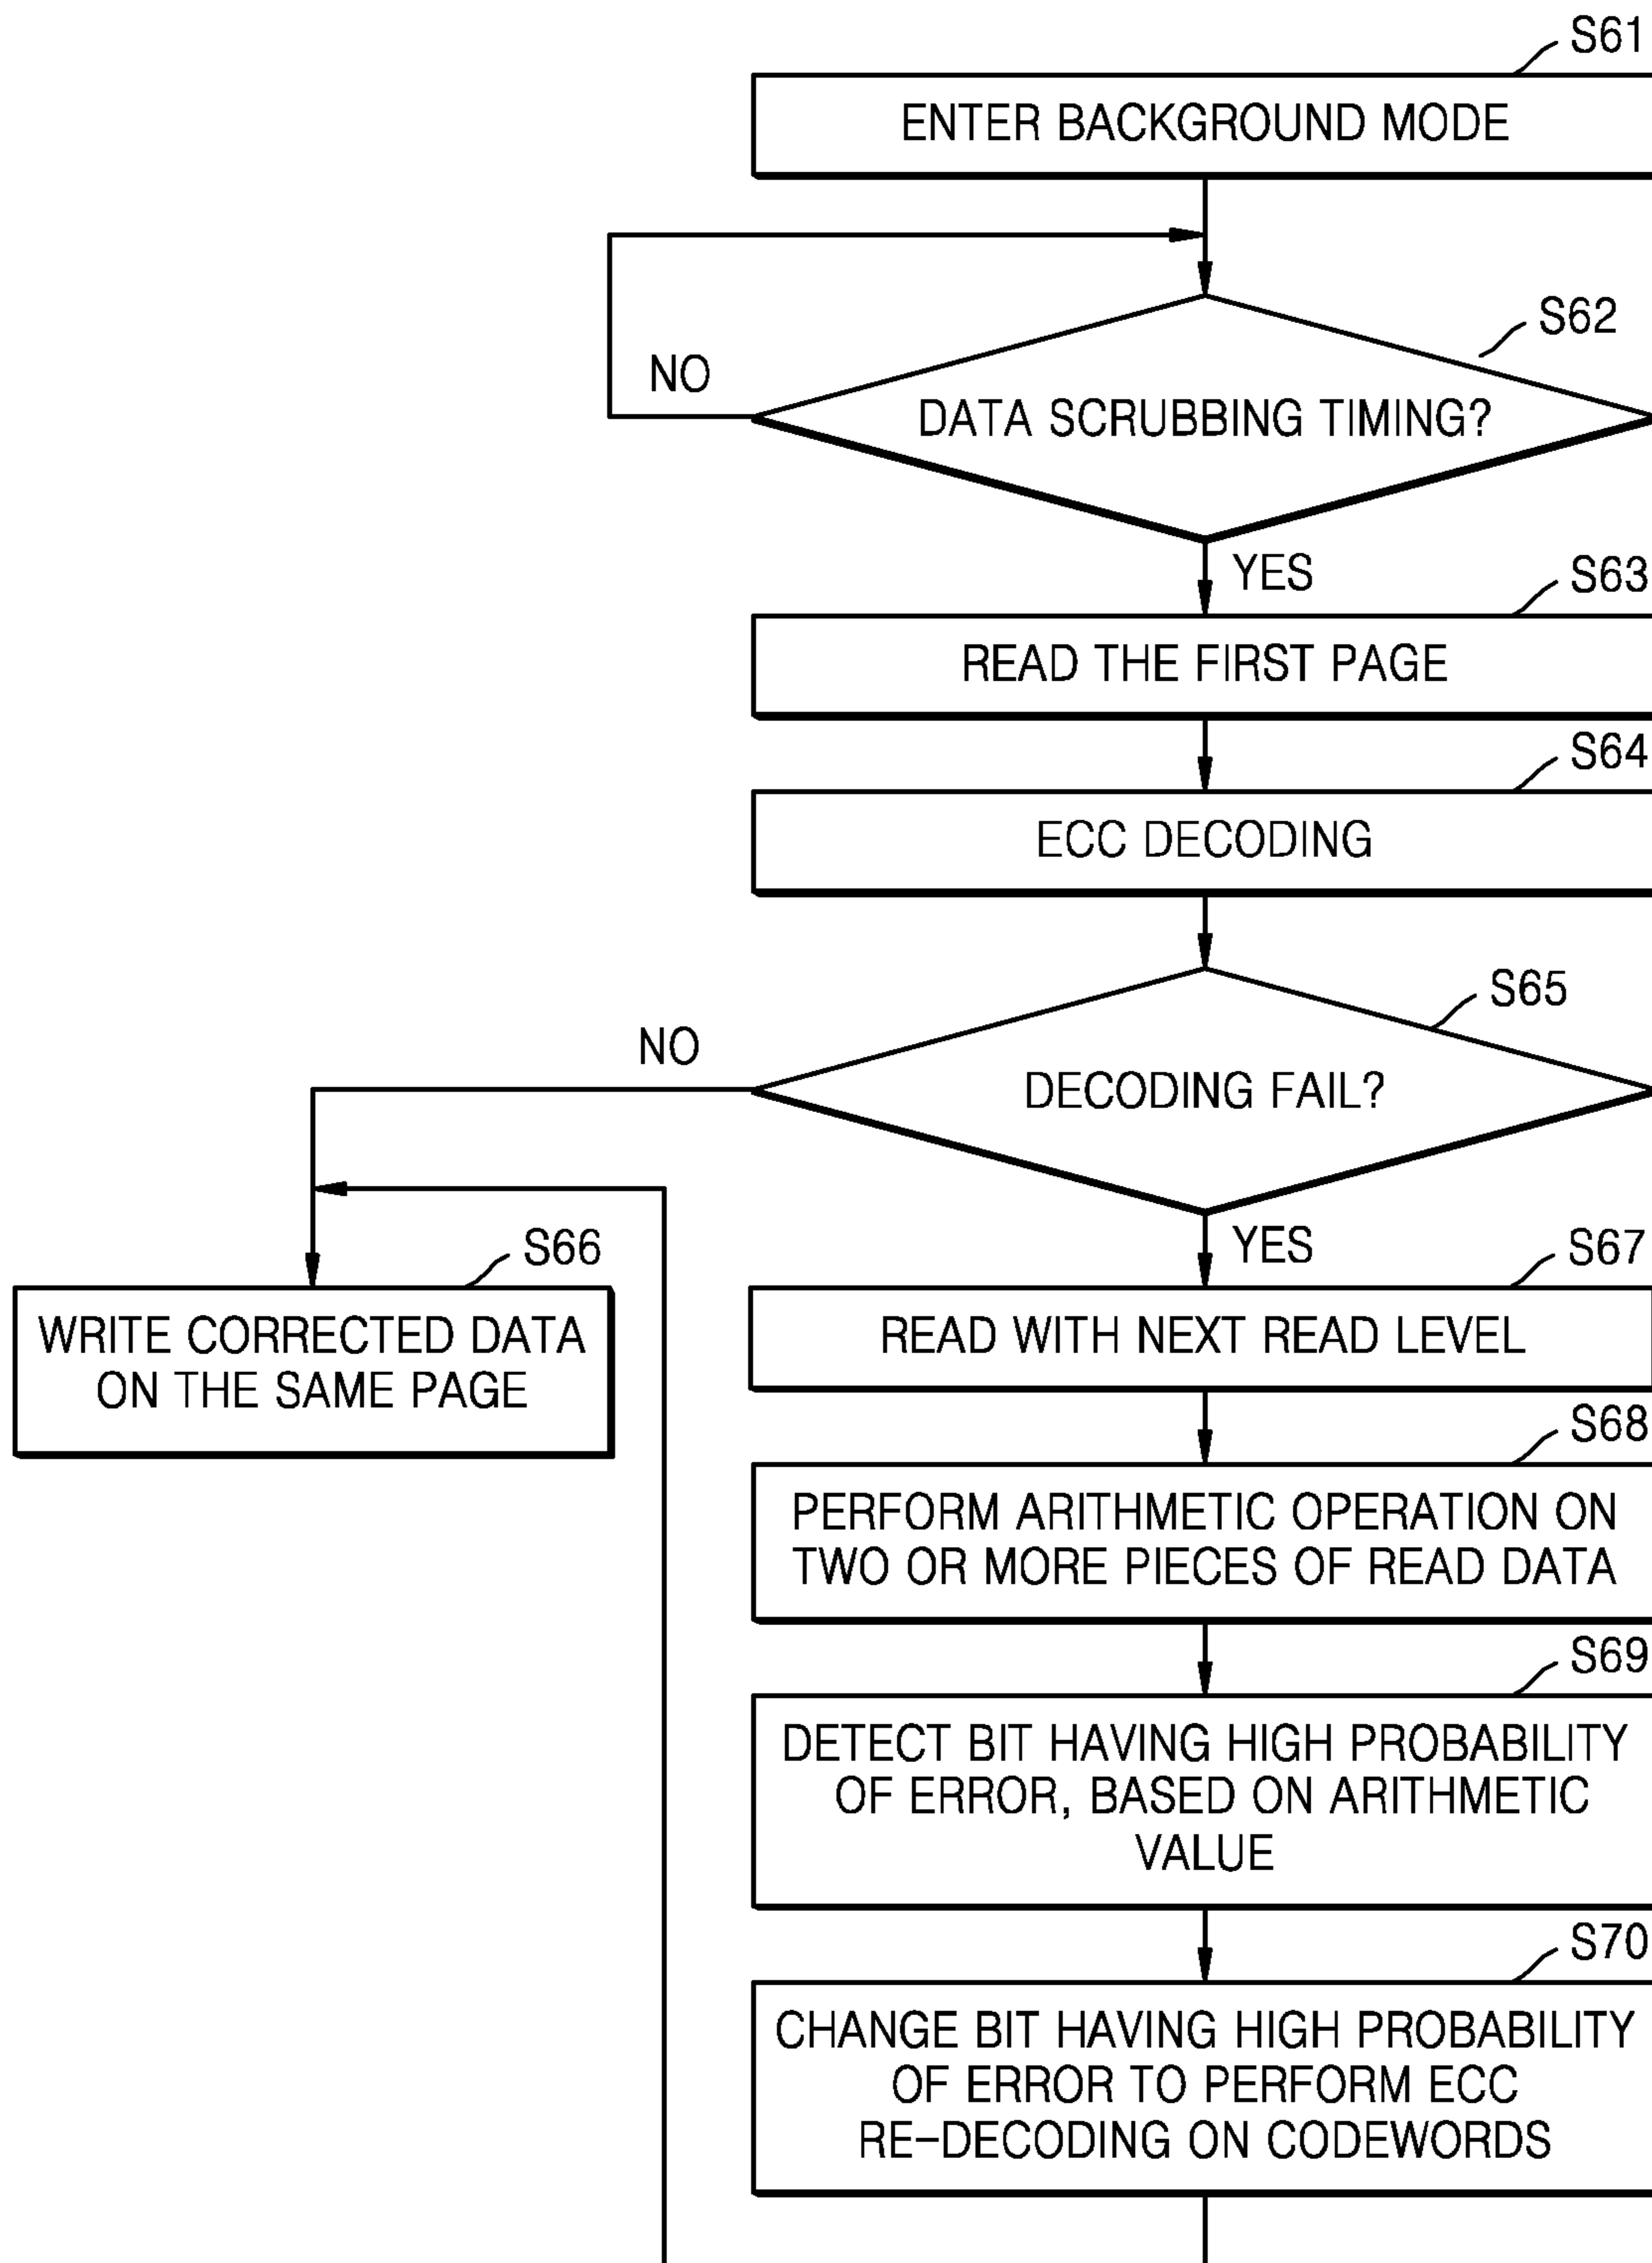 S61
ENTER BACKGROUND MODE
S62
NO
DATA SCRUBBING TIMING?
YES
S63
READ THE FIRST PAGE
S64
ECC DECODING
S65
NO
DECODING FAIL?
YES
S66
WRITE CORRECTED DATA
ON THE SAME PAGE
S67
READ WITH NEXT READ LEVEL
S68
PERFORM ARITHMETIC OPERATION ON
TWO OR MORE PIECES OF READ DATA
S69
DETECT BIT HAVING HIGH PROBABILITY
OF ERROR, BASED ON ARITHMETIC
VALUE
S70
CHANGE BIT HAVING HIGH PROBABILITY
OF ERROR TO PERFORM ECC
RE-DECODING ON CODEWORDS